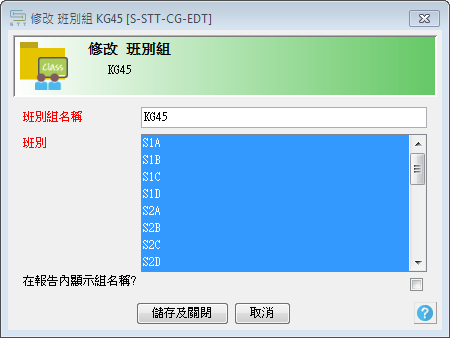 修改 班別組 KG45 [S-STT-CG-EDT]
CLASS
修改 班別組
KG45
班別組名稱
KG45
班別
S1A
S1B
S1C
S1D
S2A
S2B
S2C
S2D
在報告內顯示組名稱?
儲存及關閉
取消
?